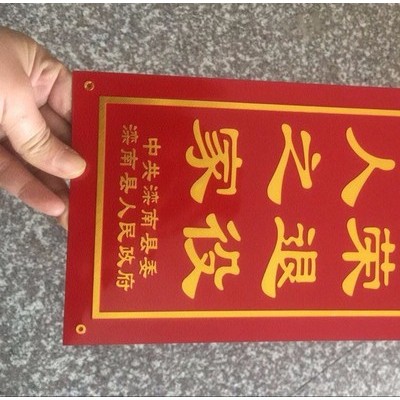 荣退役
人之家
中共滦南县委
滦南县人民政府